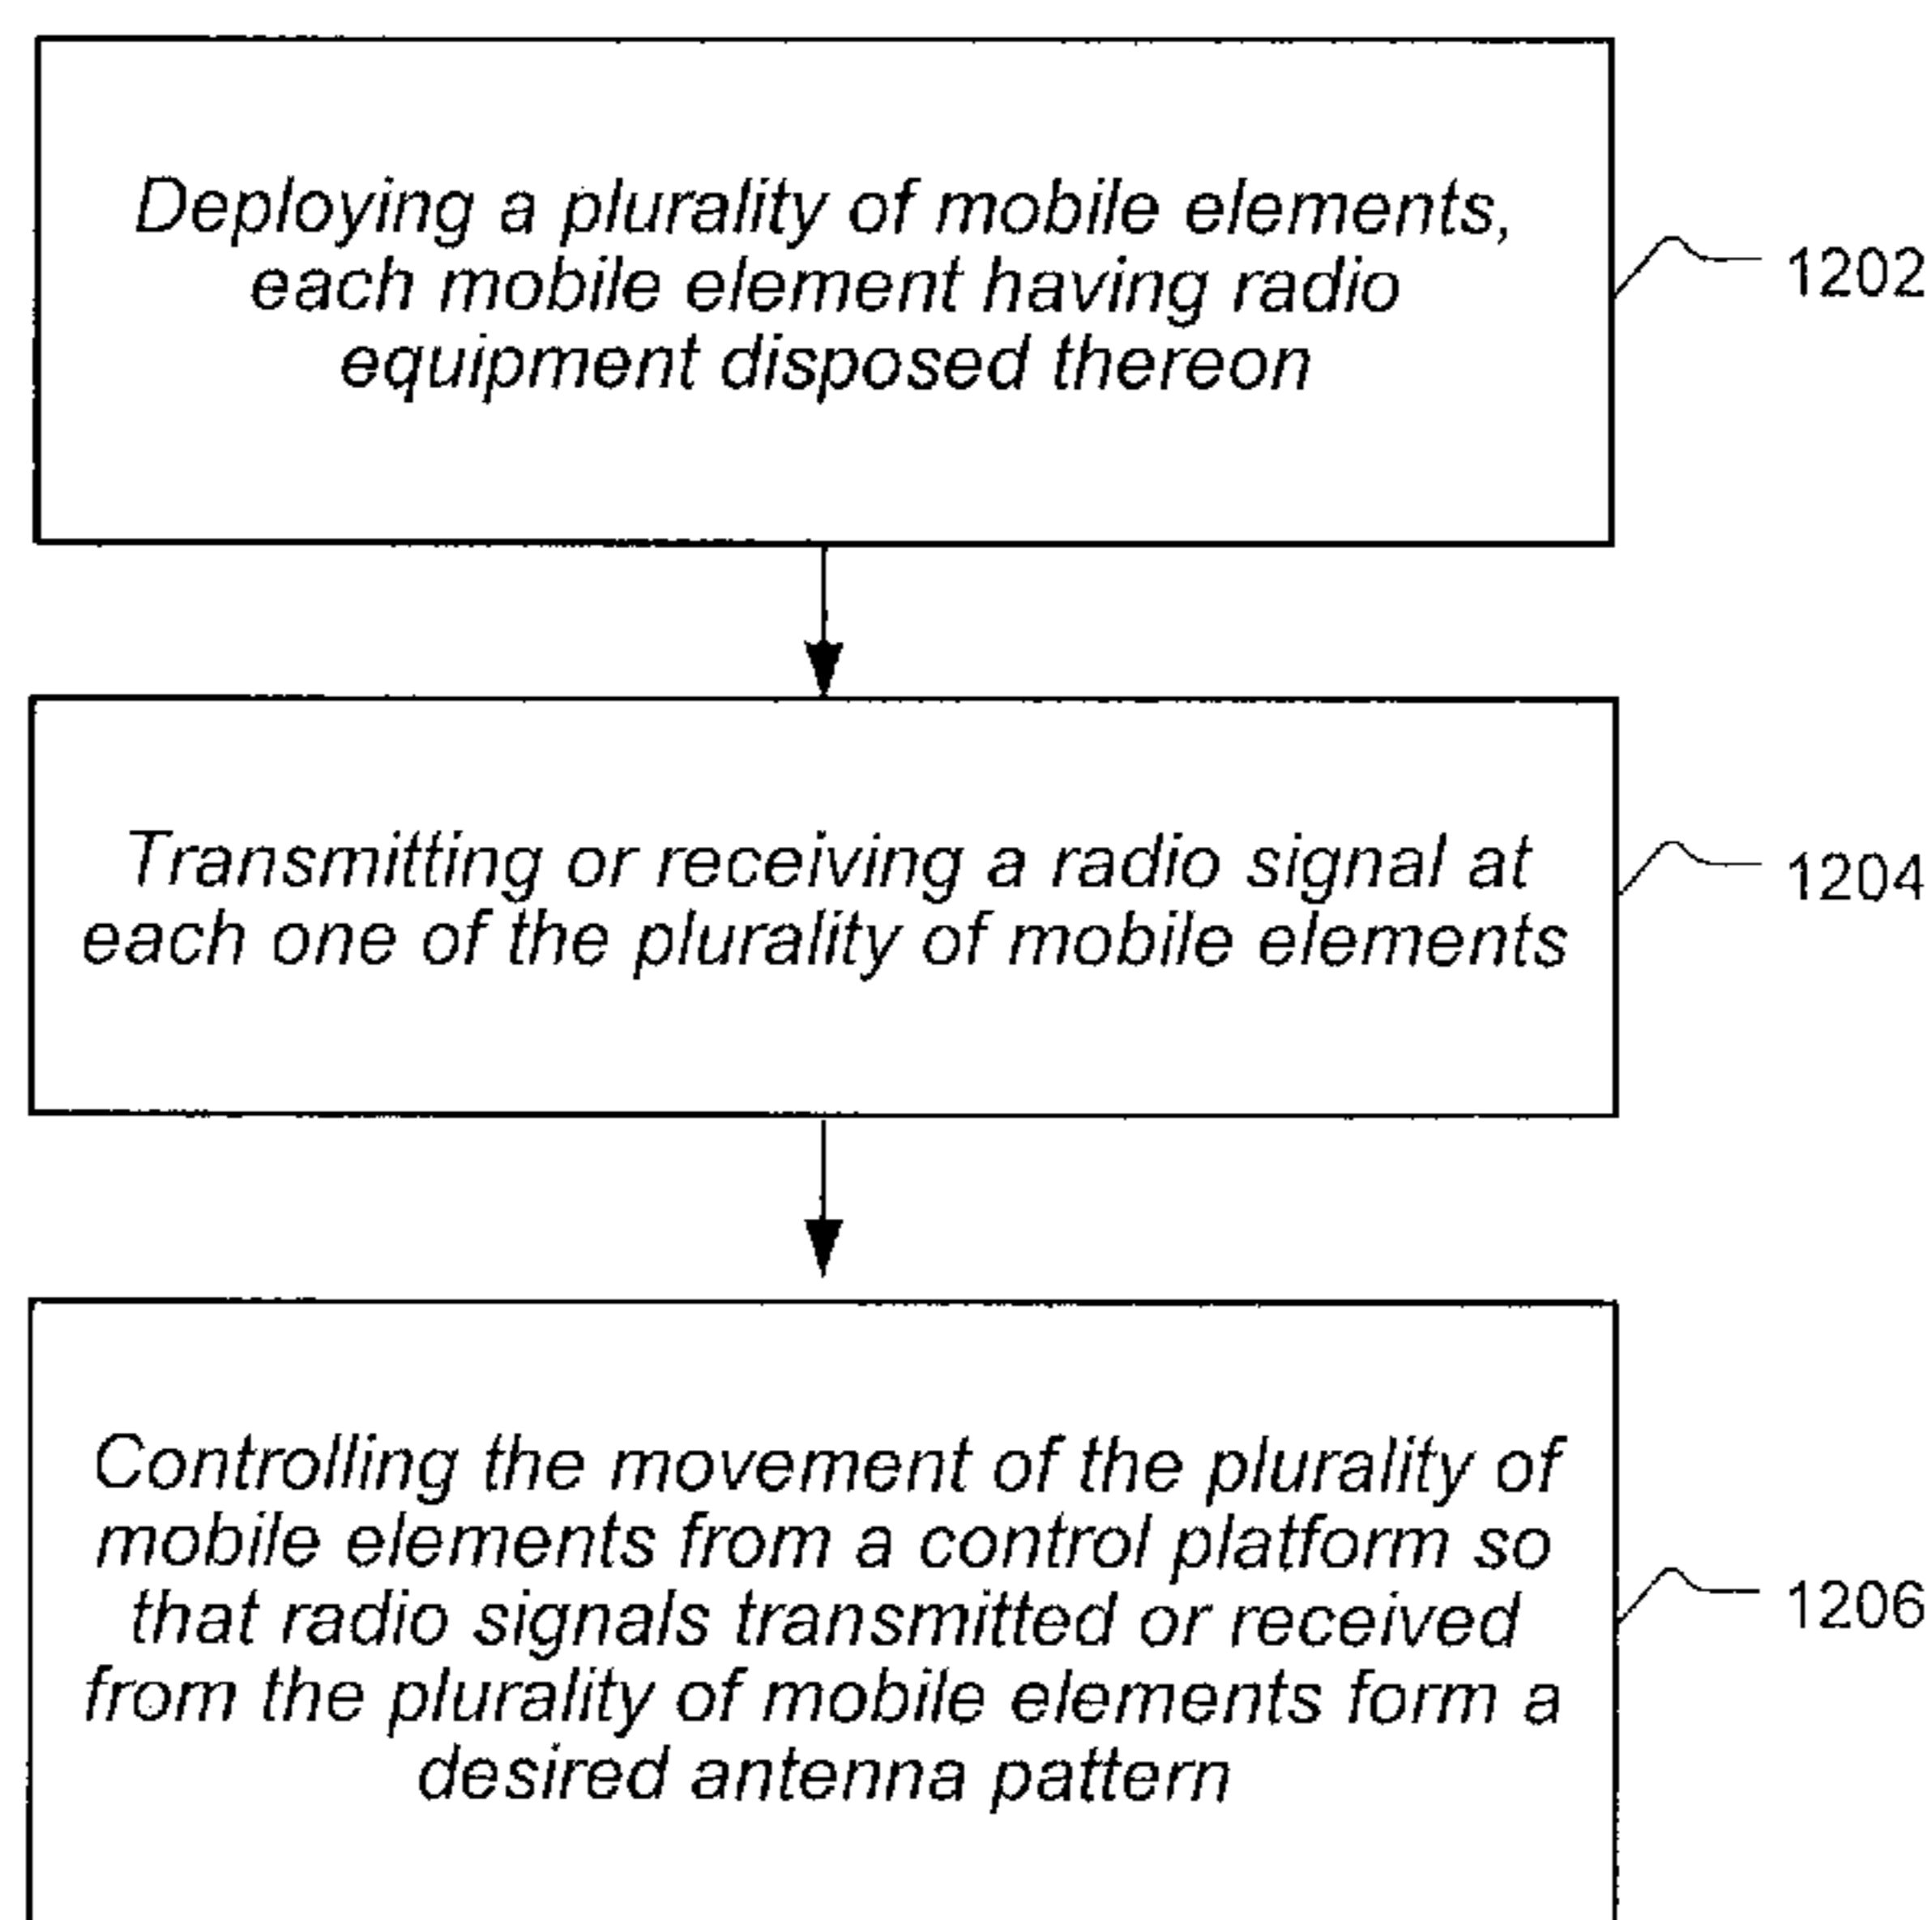 Deploying a plurality of mobile elements,
each mobile element having radio
equipment disposed thereon
1202
Transmitting or receiving a radio signal at
each one of the plurality of mobile elements
1204
Controlling the movement of the plurality of
mobile elements from a control platform so
that radio signals transmitted or received
from the plurality of mobile elements form a
desired antenna pattern
1206